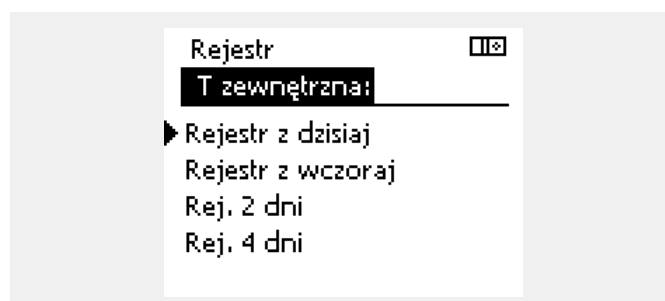 Rejestr
T zewnętrzna:
Rejestr z dzisiaj
Rejestr z wczoraj
Rej. 2 dni
Rej. 4 dni